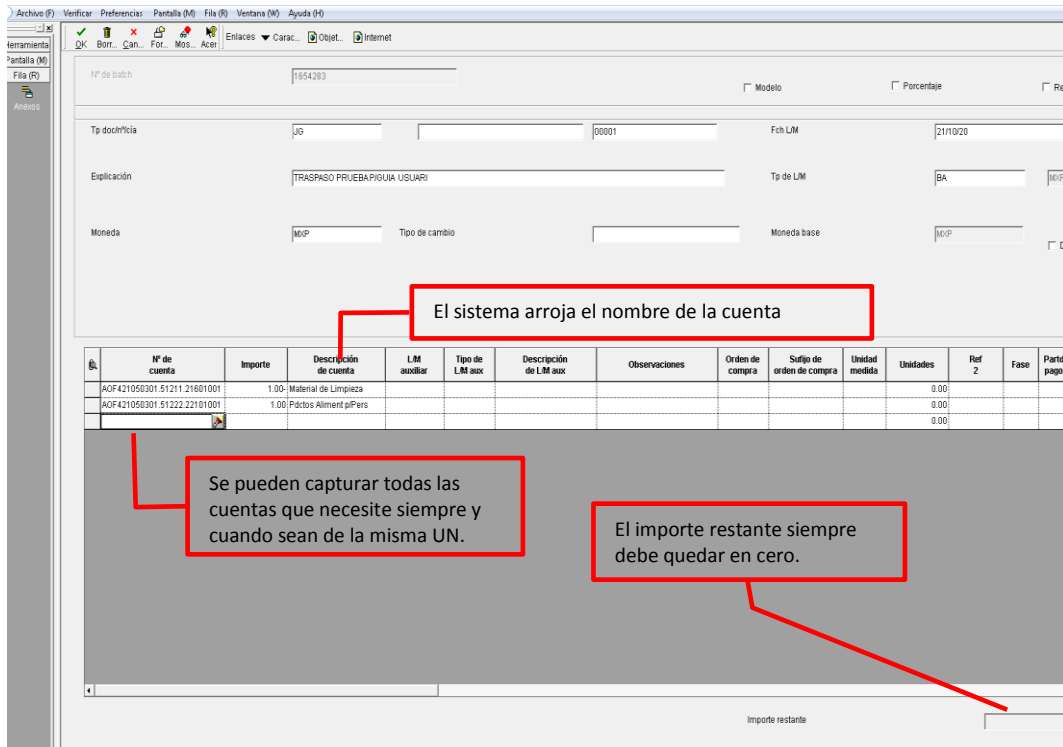 Archivo (F) Verificar Preferencias Pantalla (M) Fila (R) Ventana (W) Ayuda (H)
OK Borr... Can... For... Mos... Acer Enlaces Carac... Objet... Internet
Herramienta
Pantalla (M)
Fila (R)
Anexos
Nº de batch 1654283 Modelo Porcentaje Re
Tp doc/nº/cía JG 00001 Fch L/M 21/10/20
Explicación TRASPASO PRUEBA P/GUIA USUARI Tp de L/M BA MXP
Moneda MXP Tipo de cambio Moneda base MXP
El sistema arroja el nombre de la cuenta
Nº de cuenta Importe Descripción de cuenta L/M auxiliar Tipo de L/M aux Descripción de L/M aux Observaciones Orden de compra Sufijo de orden de compra Unidad medida Unidades Ref 2 Fase Partd pago
AOF421050301.51211.21601001 1.00- Material de Limpieza 0.00
AOF421050301.51222.22101001 1.00 Pdctos Aliment p/Pers 0.00
0.00
Se pueden capturar todas las
cuentas que necesite siempre y
cuando sean de la misma UN.
El importe restante siempre
debe quedar en cero.
Importe restante